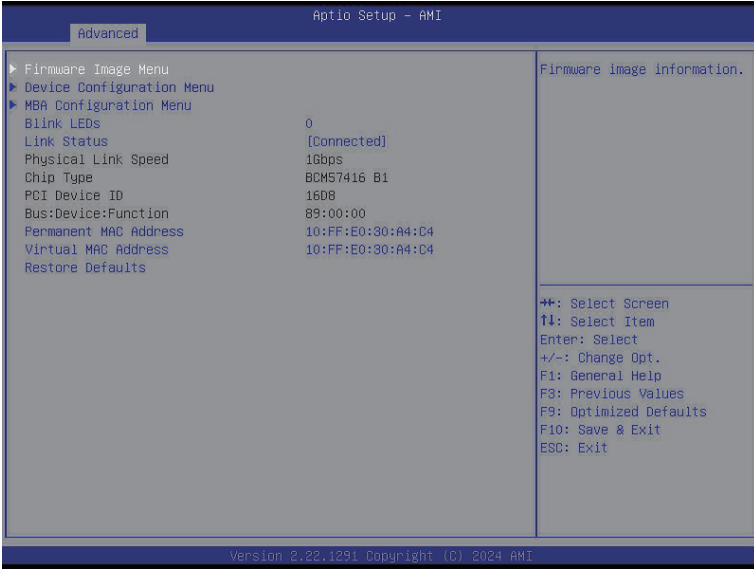 Aptio Setup - AMI
Advanced
Firmware Image Menu
Device Configuration Menu
MBA Configuration Menu
Blink LEDs 0
Link Status [Connected]
Physical Link Speed 1Gbps
Chip Type BCM57416 B1
PCI Device ID 16D8
Bus:Device:Function 89:00:00
Permanent MAC Address 10:FF:E0:30:A4:C4
Virtual MAC Address 10:FF:E0:30:A4:C4
Restore Defaults
Firmware image information.
→←: Select Screen
↑↓: Select Item
Enter: Select
+/-: Change Opt.
F1: General Help
F3: Previous Values
F9: Optimized Defaults
F10: Save & Exit
ESC: Exit
Version 2.22.1291 Copyright (C) 2024 AMI